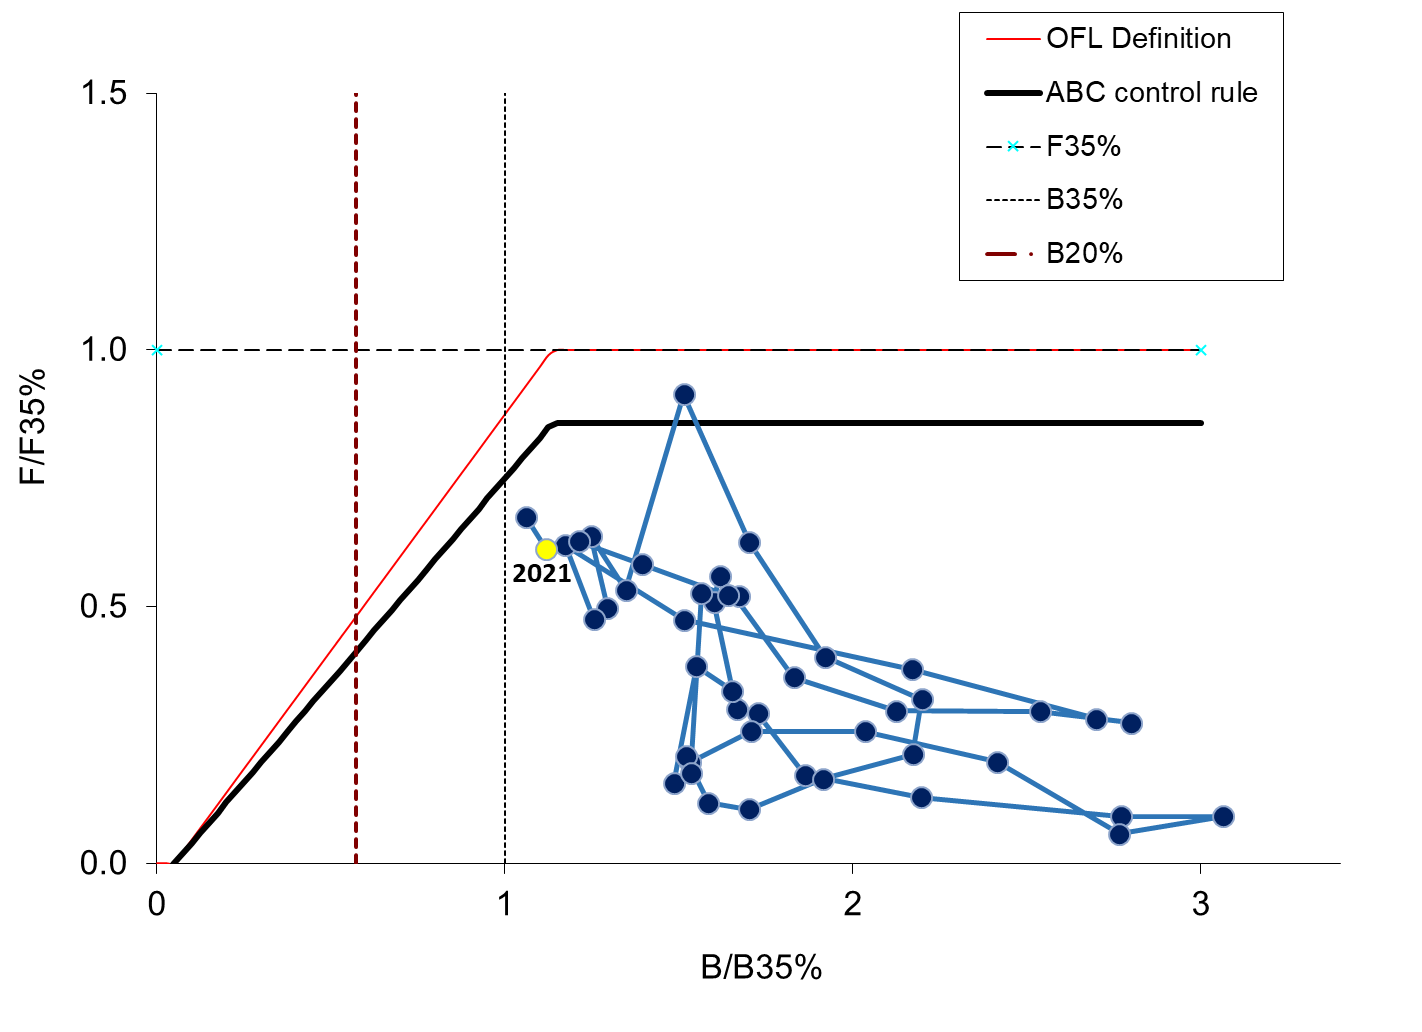 OFL Definition
ABC control rule
F35%
B35%
B20%
1.5
1.0
0.5
0.0
F/F35%
2021
0 1 2 3
B/B35%